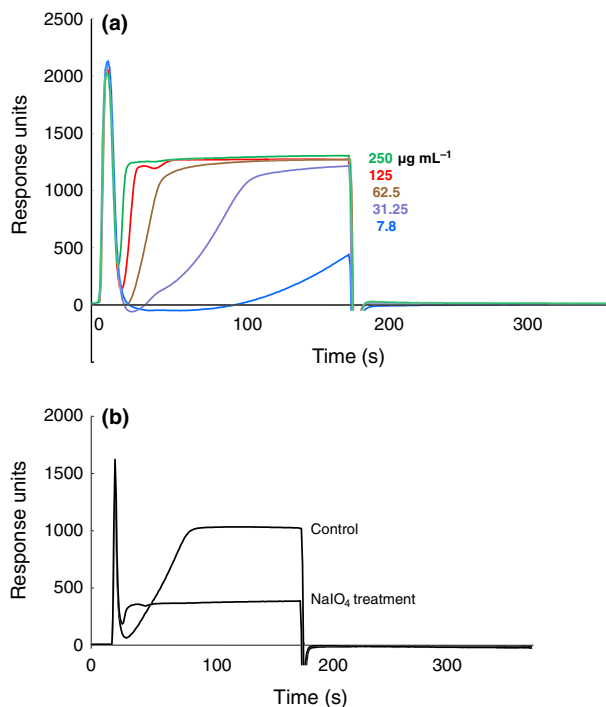 (a)
2500
2000
1500
1000
500
0
Response units
250 µg mL⁻¹
125
62.5
31.25
7.8
0 100 200 300
Time (s)
(b)
2000
1500
1000
500
0
Response units
Control
NaIO₄ treatment
0 100 200 300
Time (s)